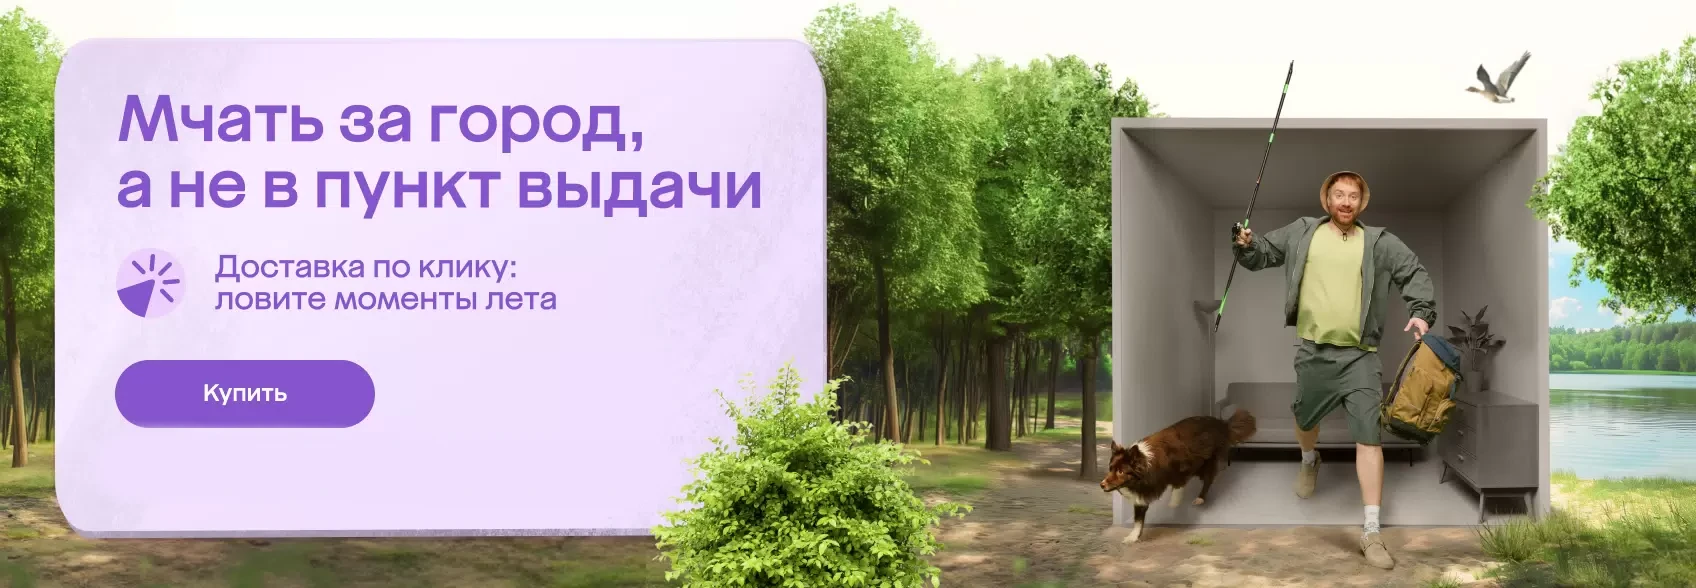 Мчать за город,
а не в пункт выдачи
Доставка по клику:
ловите моменты лета
Купить